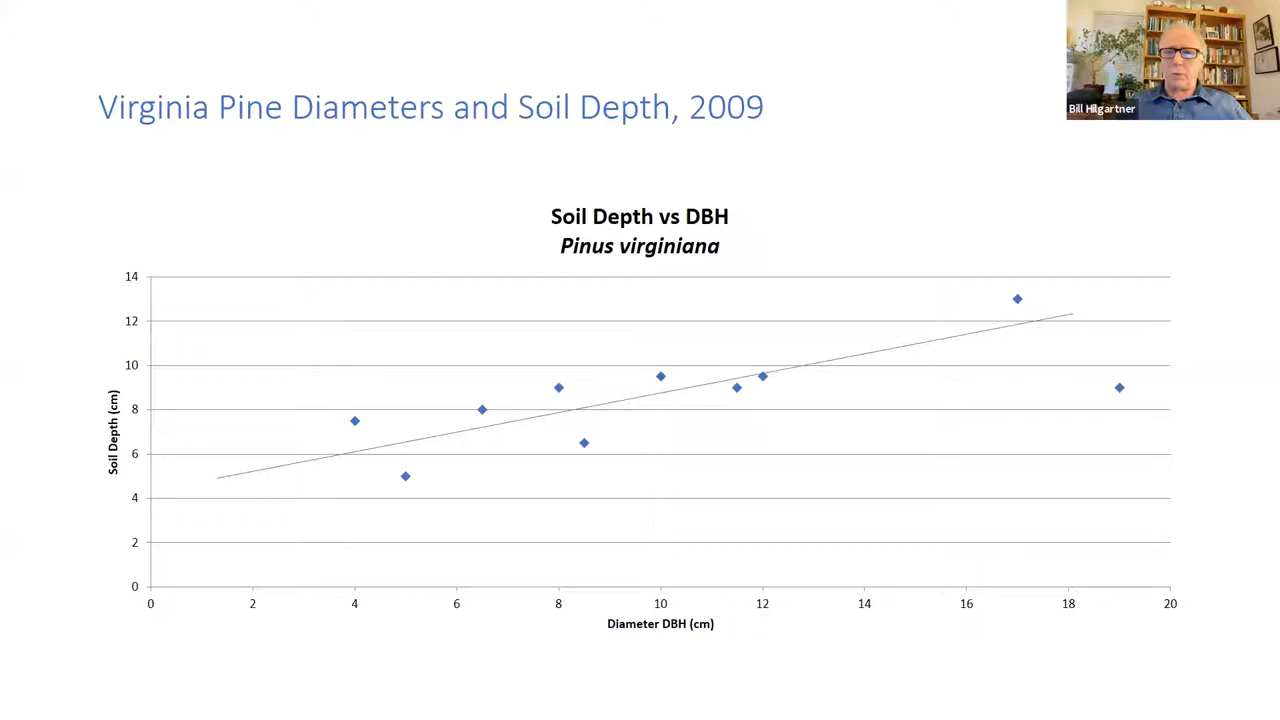 Bill Hilgartner
Virginia Pine Diameters and Soil Depth, 2009
Soil Depth vs DBH
Pinus virginiana
14
12
10
8
6
4
2
0
Soil Depth (cm)
0 2 4 6 8 10 12 14 16 18 20
Diameter DBH (cm)